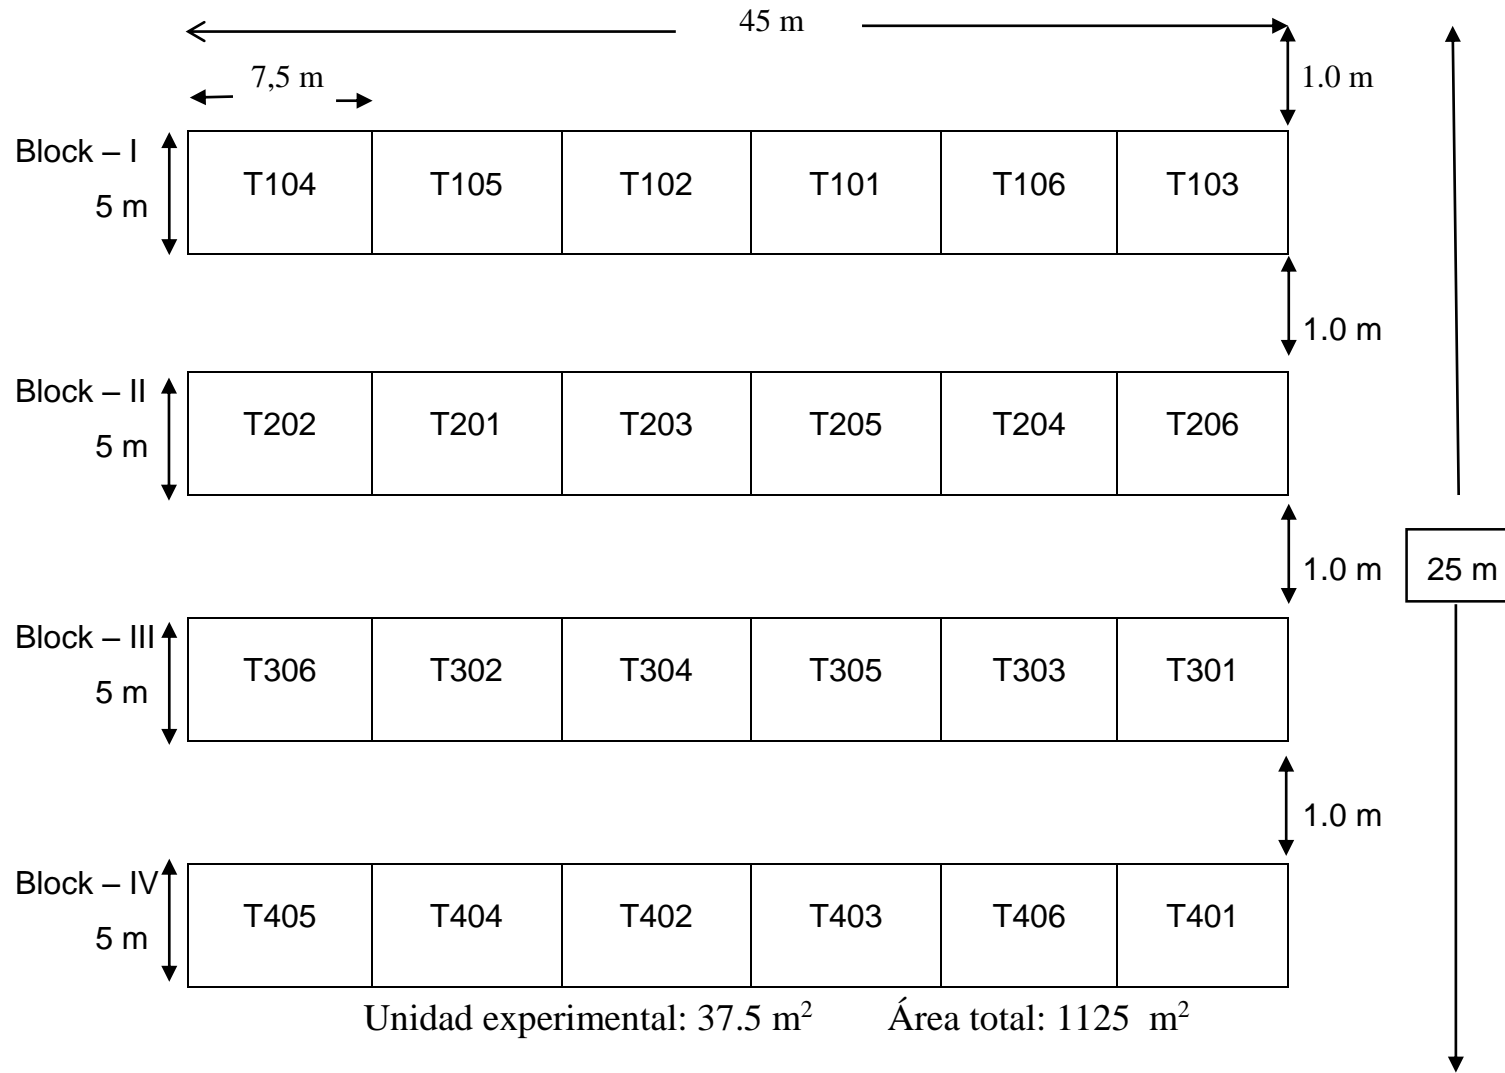 45 m
7,5 m
1.0 m
Block – I
5 m
T104 T105 T102 T101 T106 T103
1.0 m
Block – II
5 m
T202 T201 T203 T205 T204 T206
1.0 m
25 m
Block – III
5 m
T306 T302 T304 T305 T303 T301
1.0 m
Block – IV
5 m
T405 T404 T402 T403 T406 T401
Unidad experimental: 37.5 m² Área total: 1125 m²